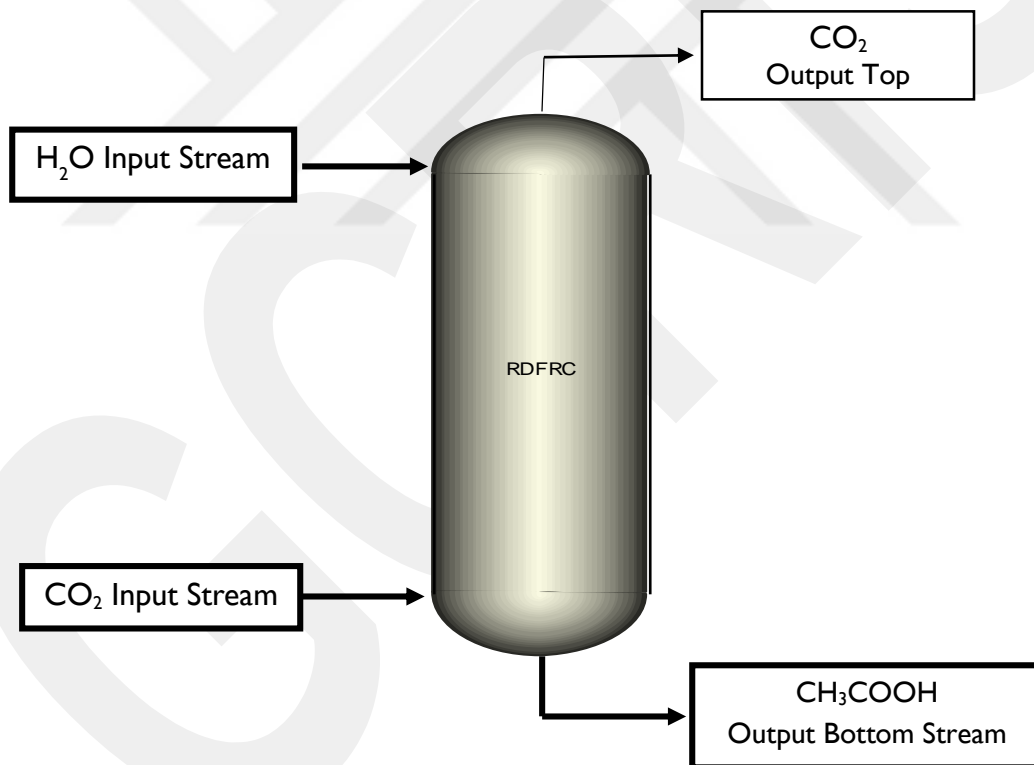 CO₂
Output Top
H₂O Input Stream
RDFRC
CO₂ Input Stream
CH₃COOH
Output Bottom Stream